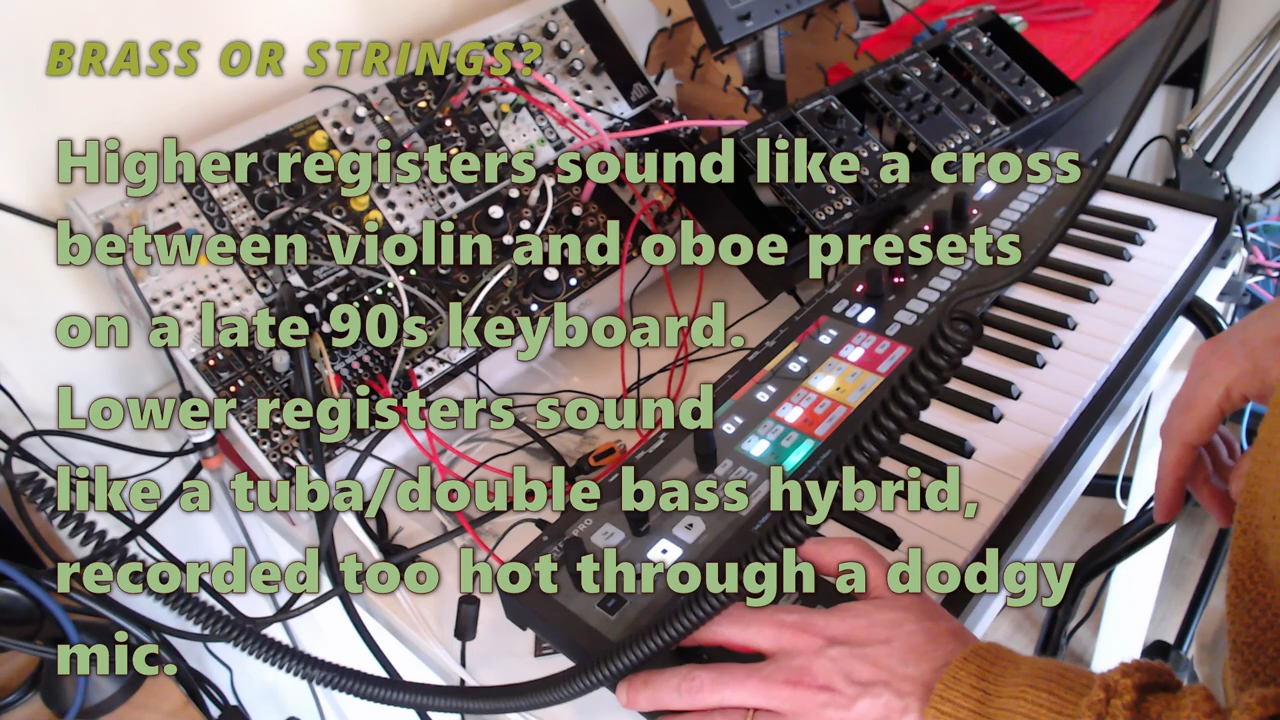 BRASS OR STRINGS?
Higher registers sound like a cross
between violin and oboe presets
on a late 90s keyboard.
Lower registers sound
like a tuba/double bass hybrid,
recorded too hot through a dodgy
mic.
PRO